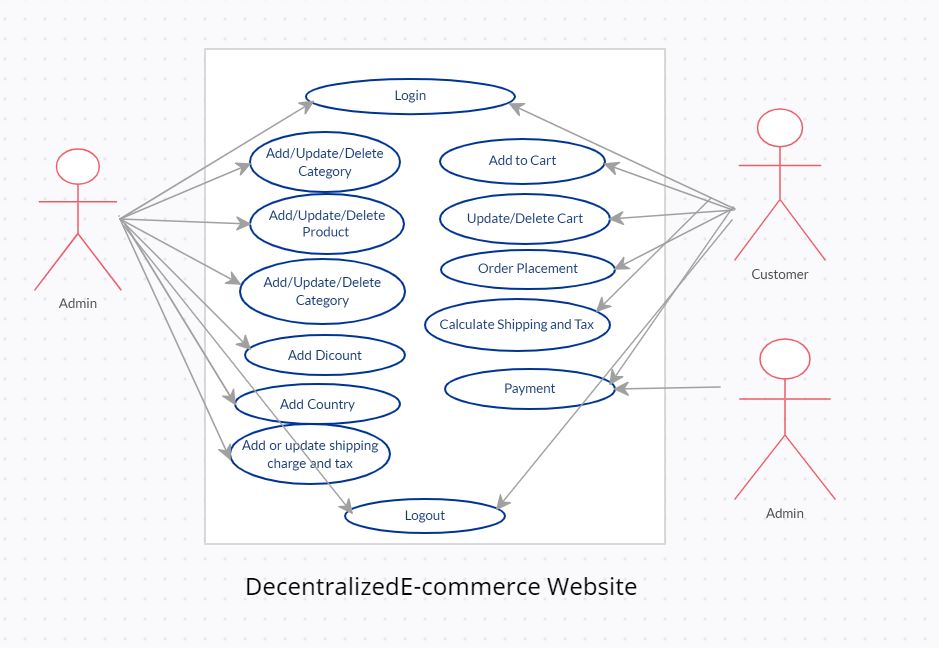 Login
Add/Update/Delete
Category
Add to Cart
Add/Update/Delete
Product
Update/Delete Cart
Add/Update/Delete
Category
Order Placement
Calculate Shipping and Tax
Add Dicount
Payment
Add Country
Add or update shipping
charge and tax
Logout
Admin
Customer
Admin
DecentralizedE-commerce Website